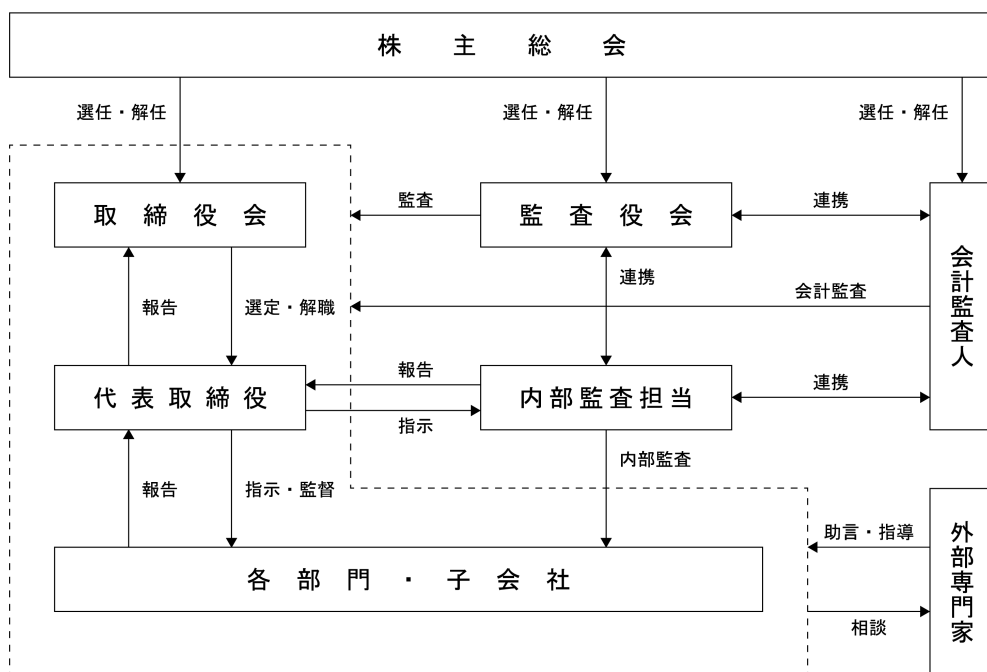 株主総会
選任・解任
選任・解任
選任・解任
取締役会
監査
監査役会
連携
会計監査人
報告
選定・解職
連携
会計監査
代表取締役
報告
指示
内部監査担当
連携
報告
指示・監督
内部監査
各部門・子会社
助言・指導
相談
外部専門家